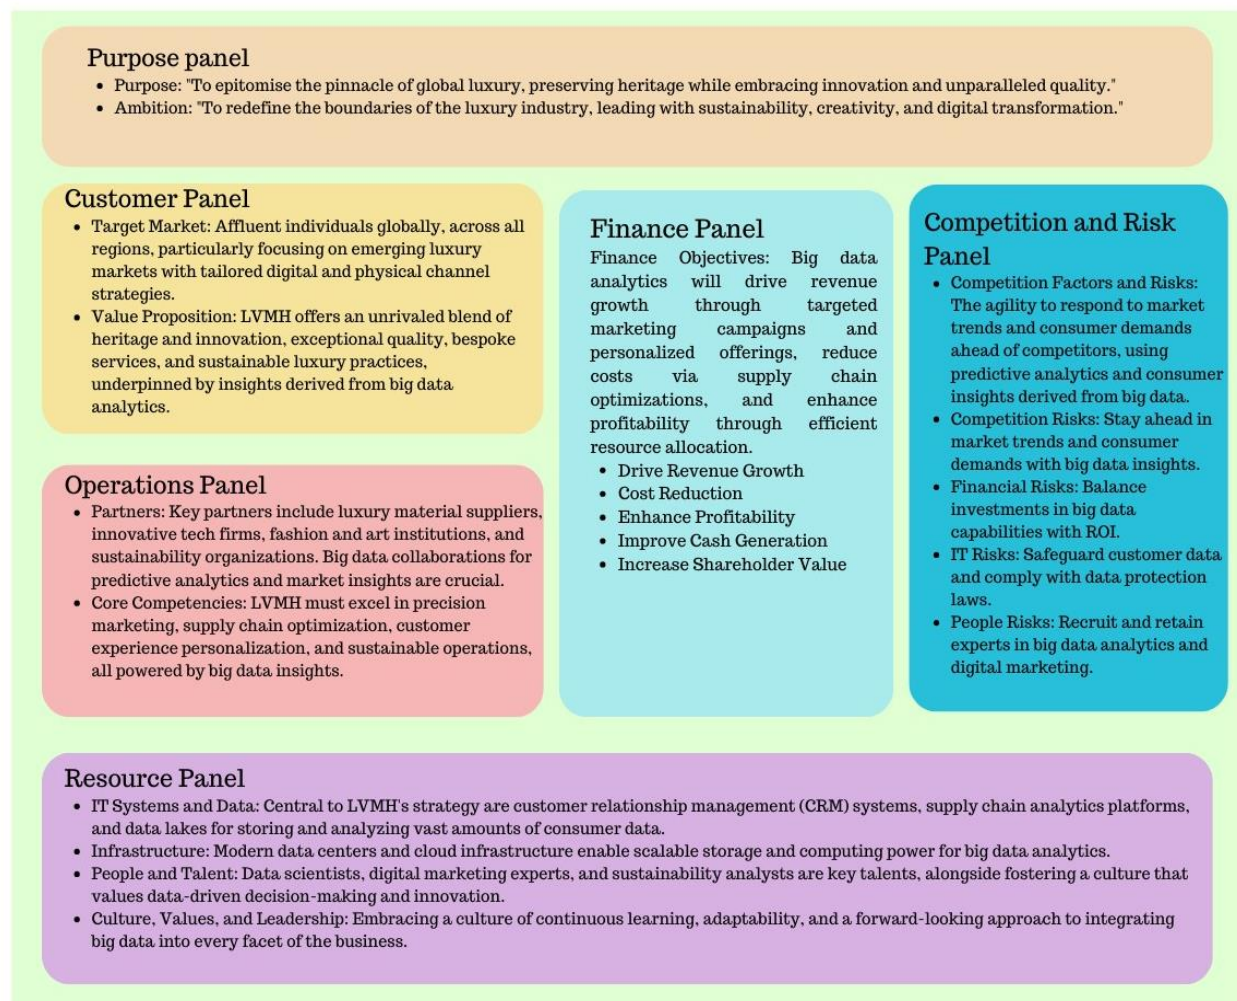 Purpose panel
• Purpose: "To epitomise the pinnacle of global luxury, preserving heritage while embracing innovation and unparalleled quality."
• Ambition: "To redefine the boundaries of the luxury industry, leading with sustainability, creativity, and digital transformation."
Customer Panel
• Target Market: Affluent individuals globally, across all
regions, particularly focusing on emerging luxury
markets with tailored digital and physical channel
strategies.
• Value Proposition: LVMH offers an unrivaled blend of
heritage and innovation, exceptional quality, bespoke
services, and sustainable luxury practices,
underpinned by insights derived from big data
analytics.
Operations Panel
• Partners: Key partners include luxury material suppliers,
innovative tech firms, fashion and art institutions, and
sustainability organizations. Big data collaborations for
predictive analytics and market insights are crucial.
• Core Competencies: LVMH must excel in precision
marketing, supply chain optimization, customer
experience personalization, and sustainable operations,
all powered by big data insights.
Finance Panel
Finance Objectives: Big data
analytics will drive revenue
growth through targeted
marketing campaigns and
personalized offerings, reduce
costs via supply chain
optimizations, and enhance
profitability through efficient
resource allocation.
• Drive Revenue Growth
• Cost Reduction
• Enhance Profitability
• Improve Cash Generation
• Increase Shareholder Value
Competition and Risk
Panel
• Competition Factors and Risks:
The agility to respond to market
trends and consumer demands
ahead of competitors, using
predictive analytics and consumer
insights derived from big data.
• Competition Risks: Stay ahead in
market trends and consumer
demands with big data insights.
• Financial Risks: Balance
investments in big data
capabilities with ROI.
• IT Risks: Safeguard customer data
and comply with data protection
laws.
• People Risks: Recruit and retain
experts in big data analytics and
digital marketing.
Resource Panel
• IT Systems and Data: Central to LVMH's strategy are customer relationship management (CRM) systems, supply chain analytics platforms,
and data lakes for storing and analyzing vast amounts of consumer data.
• Infrastructure: Modern data centers and cloud infrastructure enable scalable storage and computing power for big data analytics.
• People and Talent: Data scientists, digital marketing experts, and sustainability analysts are key talents, alongside fostering a culture that
values data-driven decision-making and innovation.
• Culture, Values, and Leadership: Embracing a culture of continuous learning, adaptability, and a forward-looking approach to integrating
big data into every facet of the business.